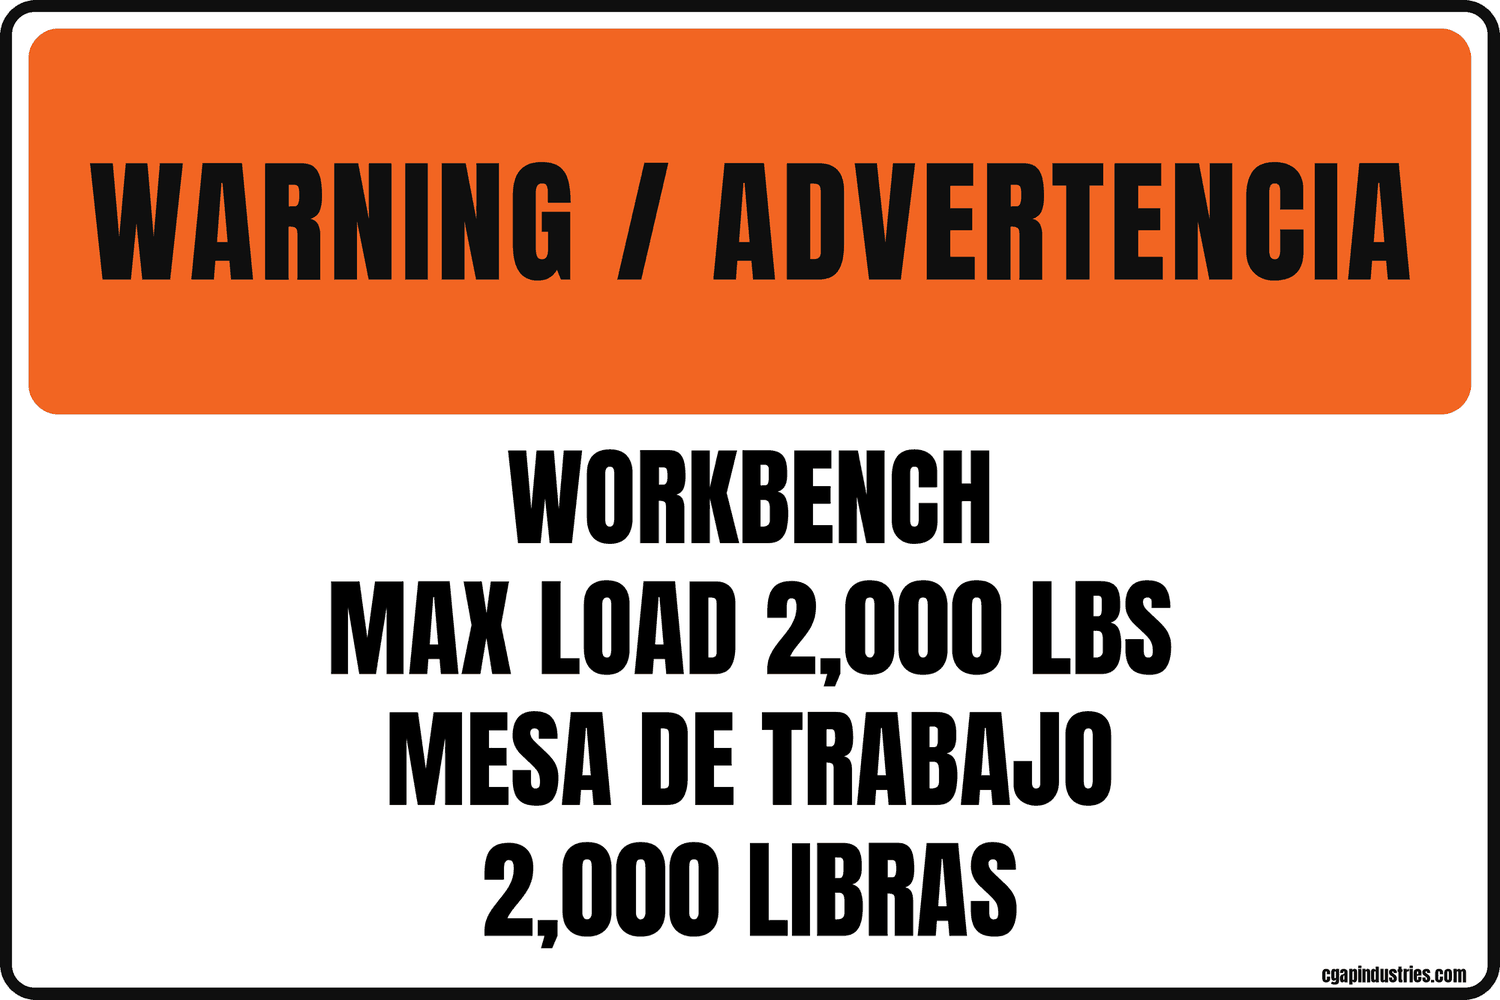 WARNING / ADVERTENCIA
WORKBENCH
MAX LOAD 2,000 LBS
MESA DE TRABAJO
2,000 LIBRAS
cgapindustries.com